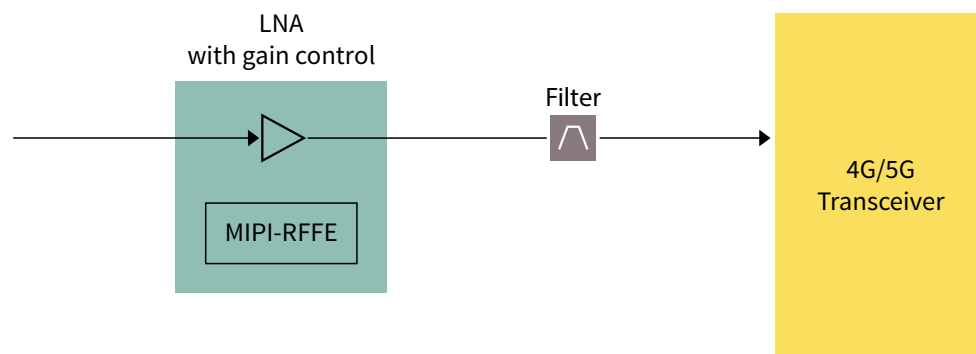 LNA
with gain control
Filter
MIPI-RFFE
4G/5G
Transceiver